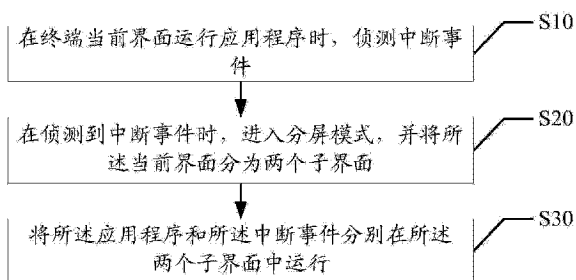 S10
在终端当前界面运行应用程序时，侦测中断事
件
S20
在侦测到中断事件时，进入分屏模式，并将所
述当前界面分为两个子界面
S30
将所述应用程序和所述中断事件分别在所述
两个子界面中运行